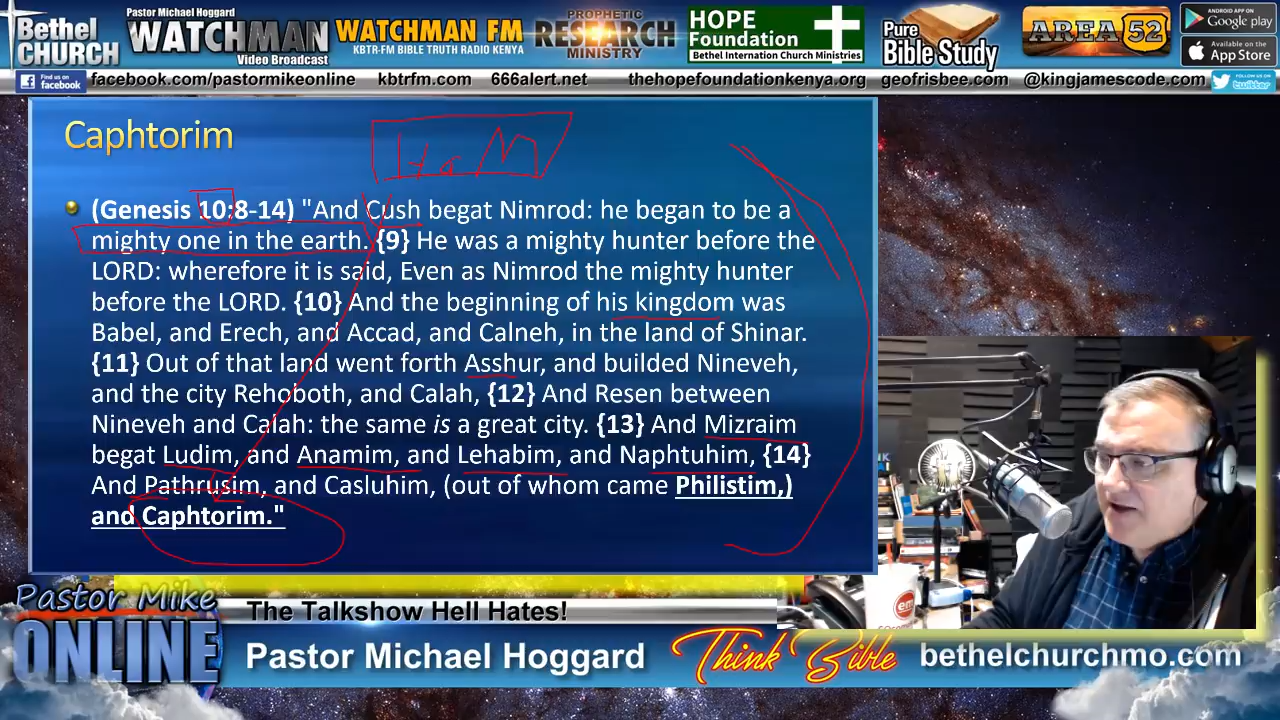 Bethel
CHURCH
Pastor Michael Hoggard
WATCHMAN
Video Broadcast
WATCHMAN FM
KBTR-FM BIBLE TRUTH RADIO KENYA
PROPHETIC
RESEARCH
MINISTRY
HOPE
Foundation
Bethel Internation Church Ministries
Pure
Bible Study
AREA 52
ANDROID APP ON
Google play
Available on the
App Store
Find us on
facebook
facebook.com/pastormikeonline kbtrfm.com 666alert.net thehopefoundationkenya.org geofrisbee.com @kingjamescode.com
FOLLOW US ON
twitter
Caphtorim
HaM
(Genesis 10:8-14) "And Cush begat Nimrod: he began to be a
mighty one in the earth. {9} He was a mighty hunter before the
LORD: wherefore it is said, Even as Nimrod the mighty hunter
before the LORD. {10} And the beginning of his kingdom was
Babel, and Erech, and Accad, and Calneh, in the land of Shinar.
{11} Out of that land went forth Asshur, and builded Nineveh,
and the city Rehoboth, and Calah, {12} And Resen between
Nineveh and Calah: the same is a great city. {13} And Mizraim
begat Ludim, and Anamim, and Lehabim, and Naphtuhim, {14}
And Pathrusim, and Casluhim, (out of whom came Philistim,)
and Caphtorim."
Pastor Mike
ONLINE
The Talkshow Hell Hates!
Pastor Michael Hoggard
Think Bible
bethelchurchmo.com